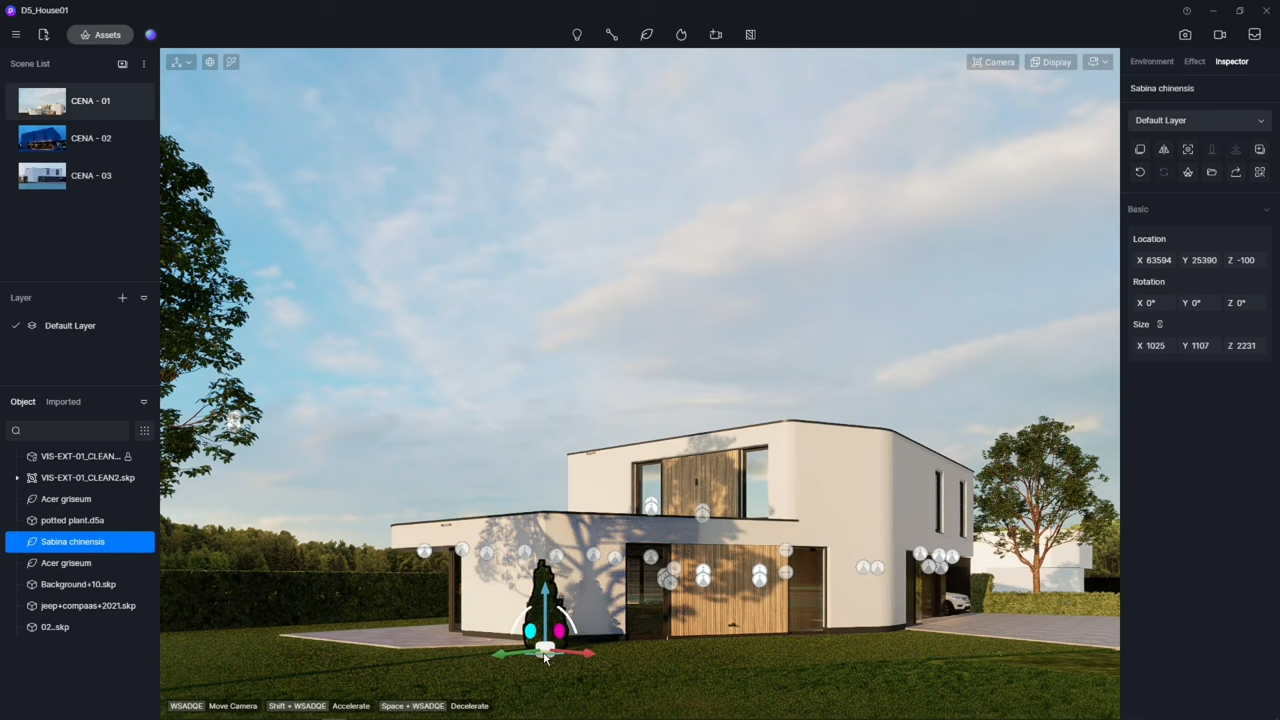 D5_House01
Assets
Scene List
CENA - 01
CENA - 02
CENA - 03
Layer
Default Layer
Object Imported
VIS-EXT-01_CLEAN...
VIS-EXT-01_CLEAN2.skp
Acer griseum
potted plant.d5a
Sabina chinensis
Acer griseum
Background+10.skp
jeep+compaas+2021.skp
02..skp
Camera Display
WSADQE Move Camera Shift + WSADQE Accelerate Space + WSADQE Decelerate
Environment Effect Inspector
Sabina chinensis
Default Layer
Basic
Location
X 63594 Y 25390 Z -100
Rotation
X 0° Y 0° Z 0°
Size
X 1025 Y 1107 Z 2231